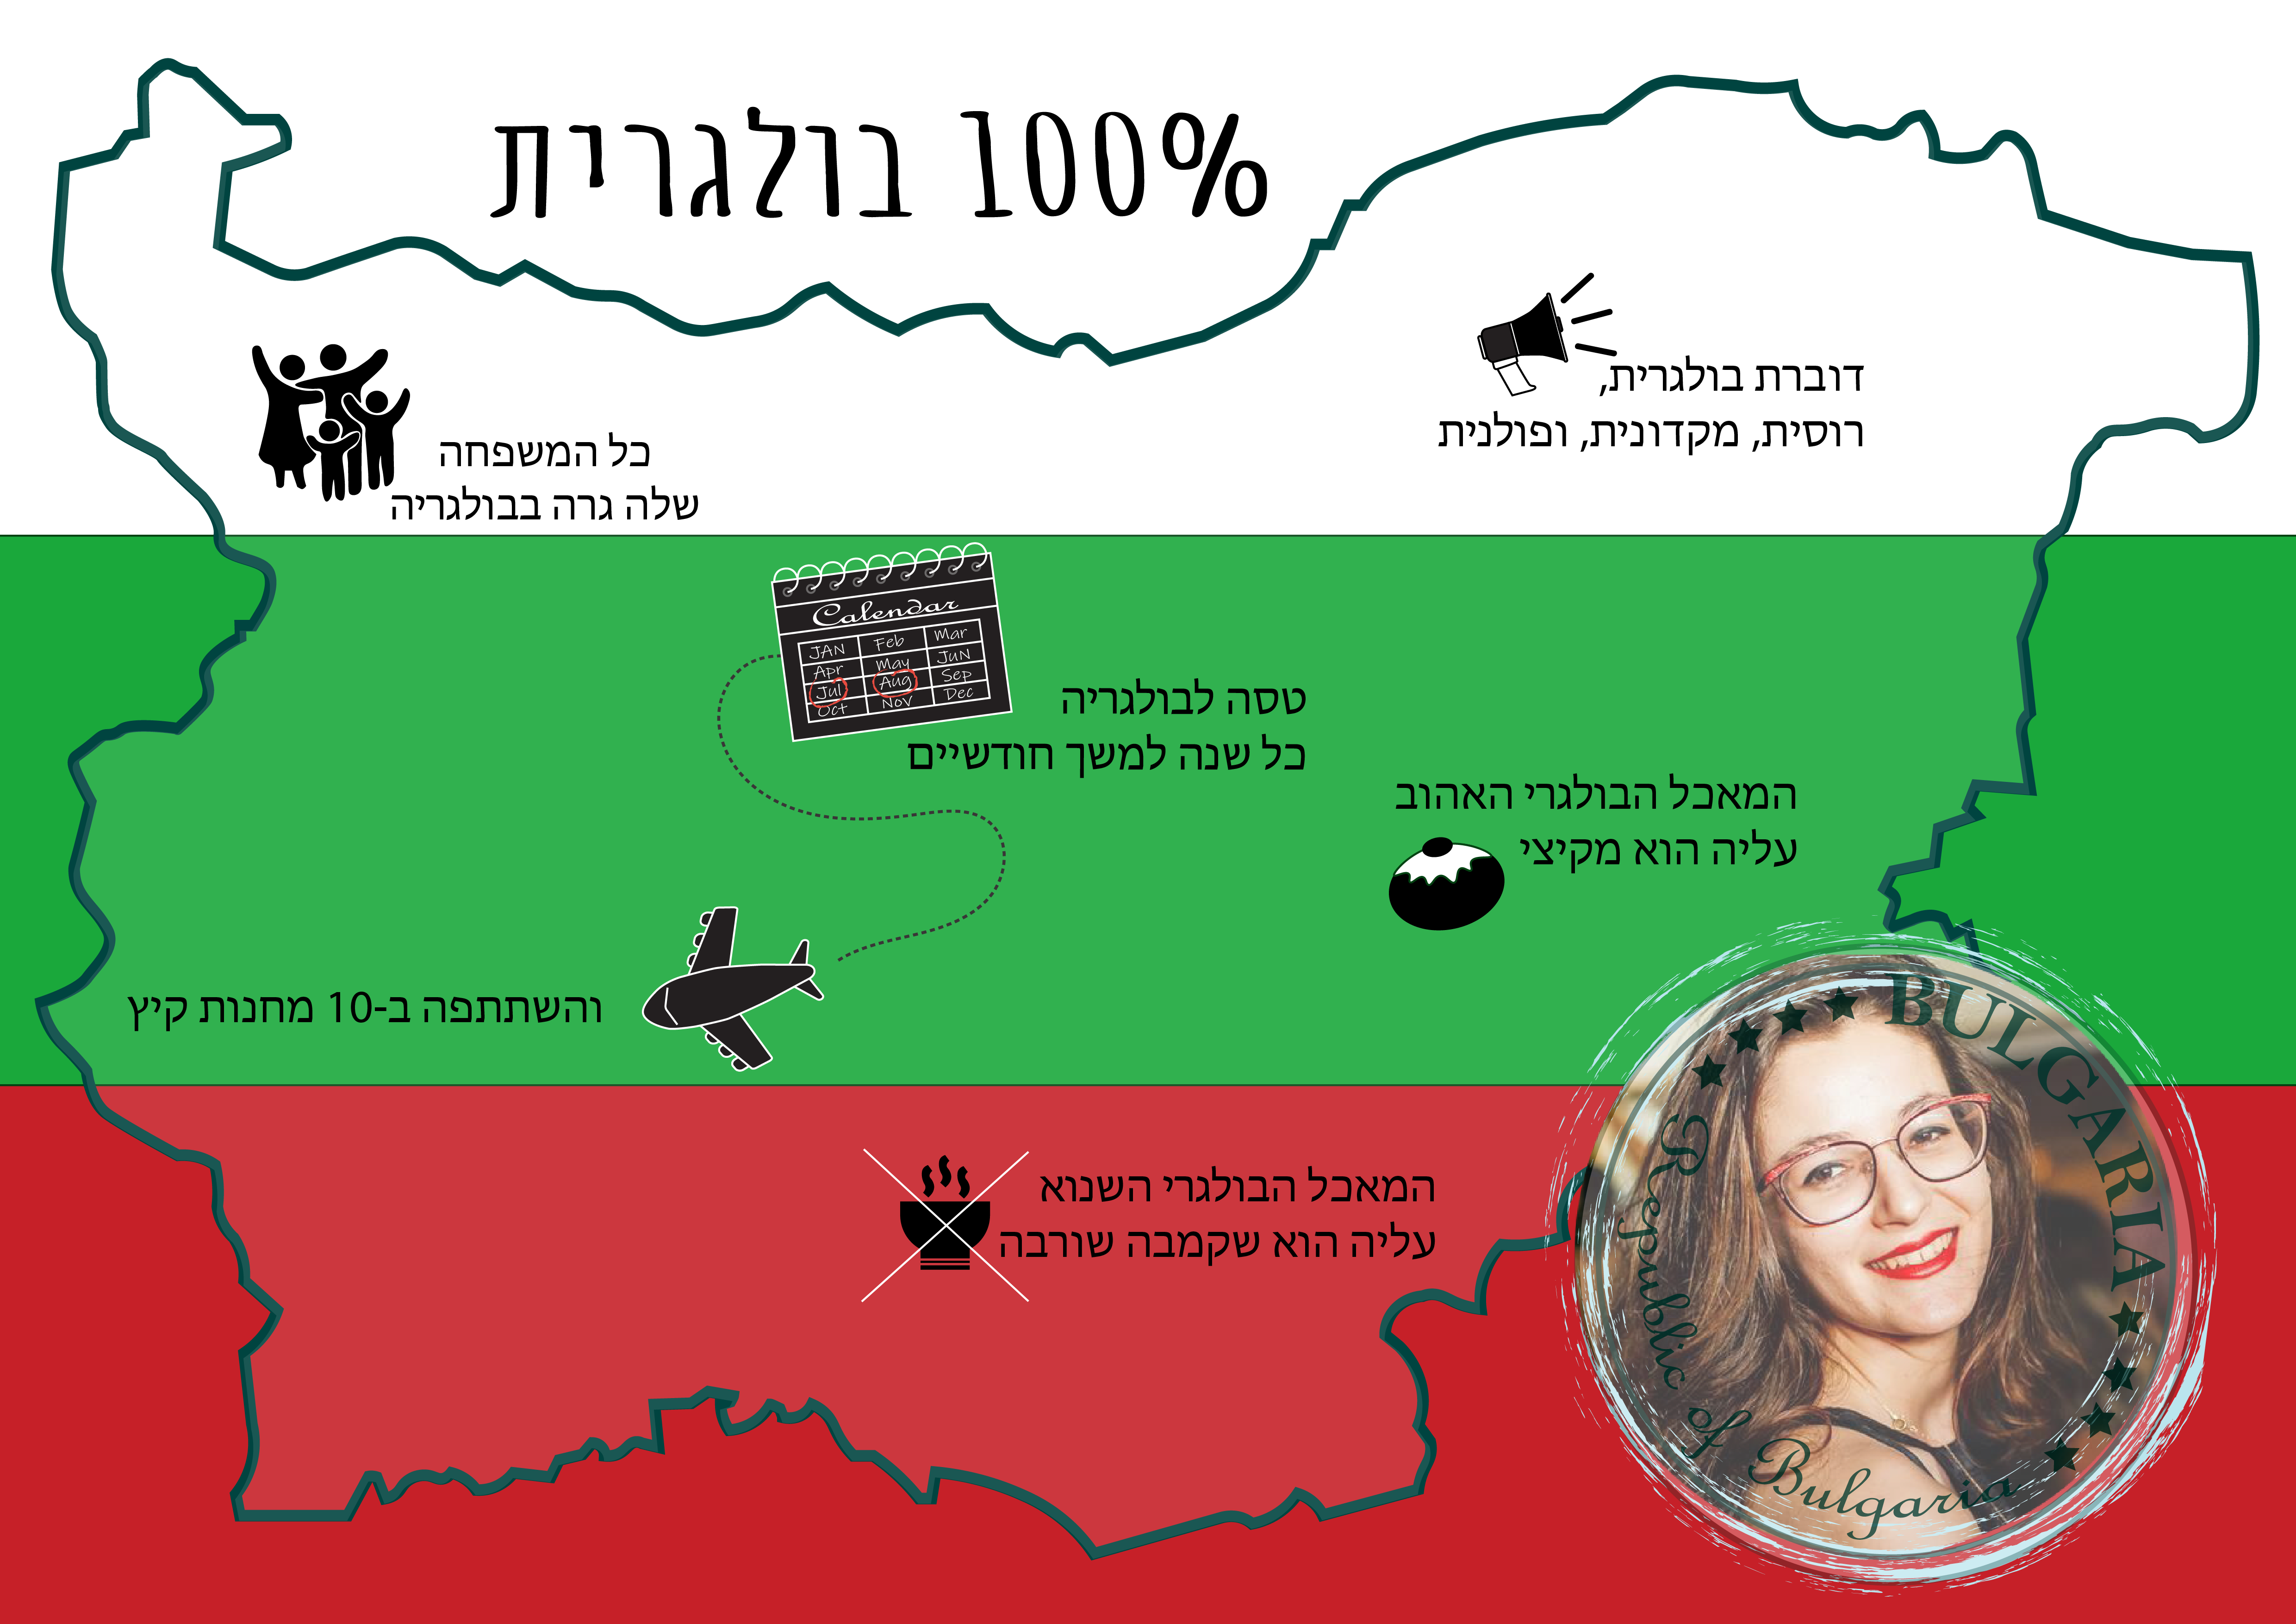 100% בולגרית
דוברת בולגרית,
רוסית, מקדונית, ופולנית
כל המשפחה
שלה גרה בבולגריה
Calendar
JAN Feb Mar
Apr May JuN
Jul Aug Sep
Oct Nov Dec
טסה לבולגריה
כל שנה למשך חודשיים
המאכל הבולגרי האהוב
עליה הוא מקיצי
והשתתפה ב-10 מחנות קיץ
המאכל הבולגרי השנוא
עליה הוא שקמבה שורבה
BULGARIA
Republic of Bulgaria